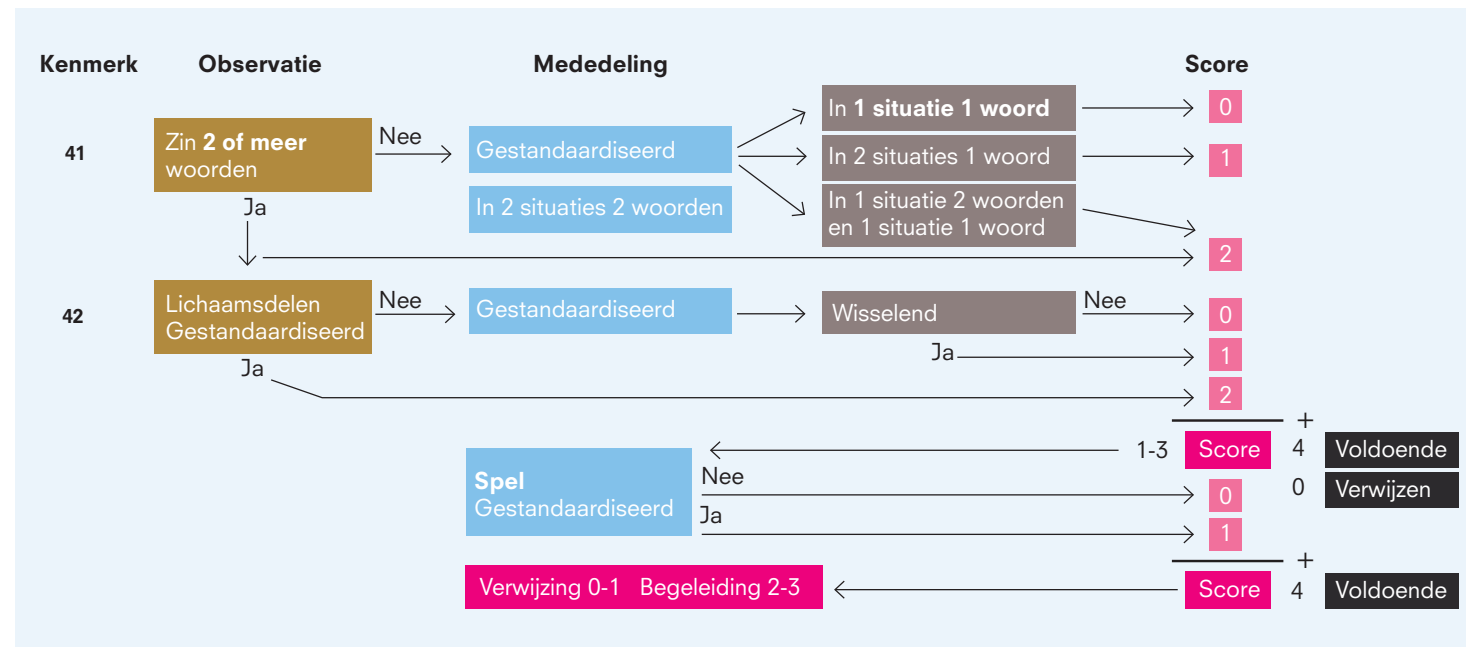 Kenmerk Observatie Mededeling Score
41
Zin 2 of meer
woorden
Nee
Ja
Gestandaardiseerd
In 2 situaties 2 woorden
In 1 situatie 1 woord
In 2 situaties 1 woord
In 1 situatie 2 woorden
en 1 situatie 1 woord
0
1
2
42
Lichaamsdelen
Gestandaardiseerd
Nee
Ja
Gestandaardiseerd
Wisselend
Nee
Ja
0
1
2
+
1-3 Score 4 Voldoende
0 Verwijzen
Spel
Gestandaardiseerd
Nee
Ja
0
1
+
Verwijzing 0-1 Begeleiding 2-3
Score 4 Voldoende